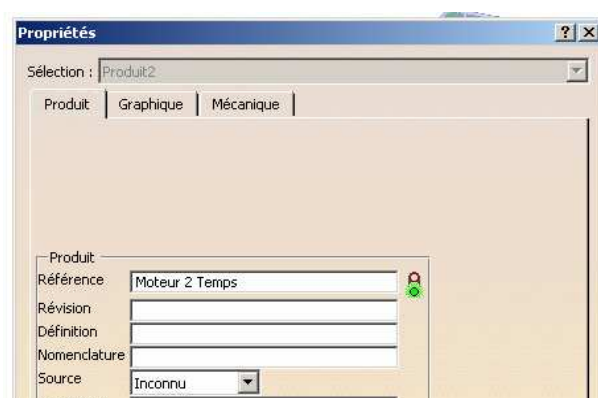 Propriétés
Sélection : Produit2
Produit Graphique Mécanique
Produit
Référence Moteur 2 Temps
Révision
Définition
Nomenclature
Source Inconnu